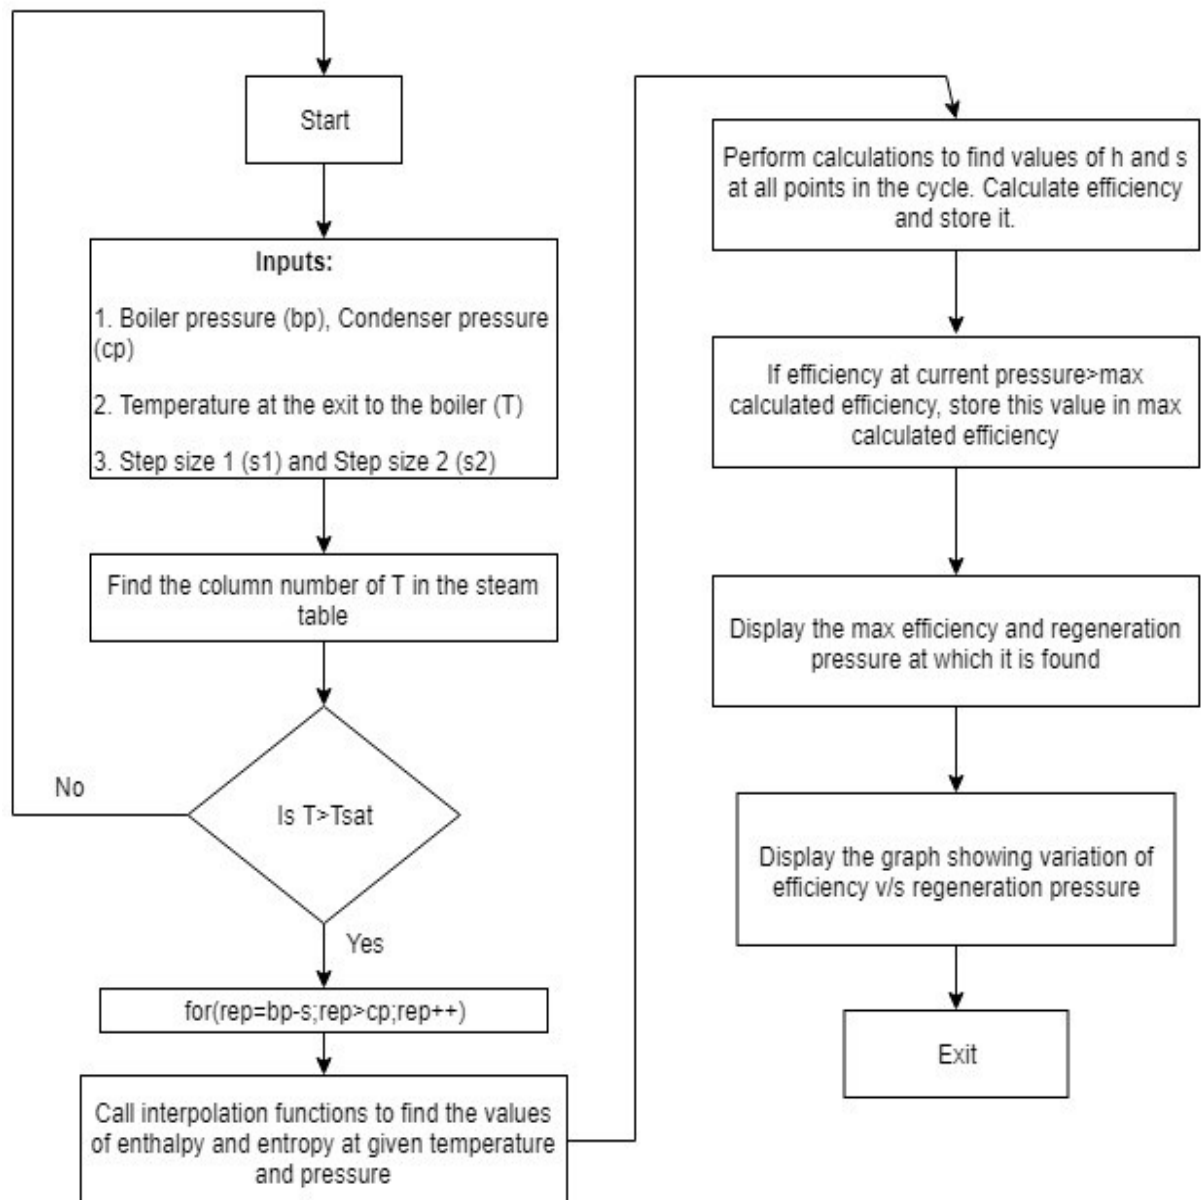 Start
Inputs:
1. Boiler pressure (bp), Condenser pressure
(cp)
2. Temperature at the exit to the boiler (T)
3. Step size 1 (s1) and Step size 2 (s2)
Find the column number of T in the steam
table
Is T>Tsat
No
Yes
for(rep=bp-s;rep>cp;rep++)
Call interpolation functions to find the values
of enthalpy and entropy at given temperature
and pressure
Perform calculations to find values of h and s
at all points in the cycle. Calculate efficiency
and store it.
If efficiency at current pressure>max
calculated efficiency, store this value in max
calculated efficiency
Display the max efficiency and regeneration
pressure at which it is found
Display the graph showing variation of
efficiency v/s regeneration pressure
Exit